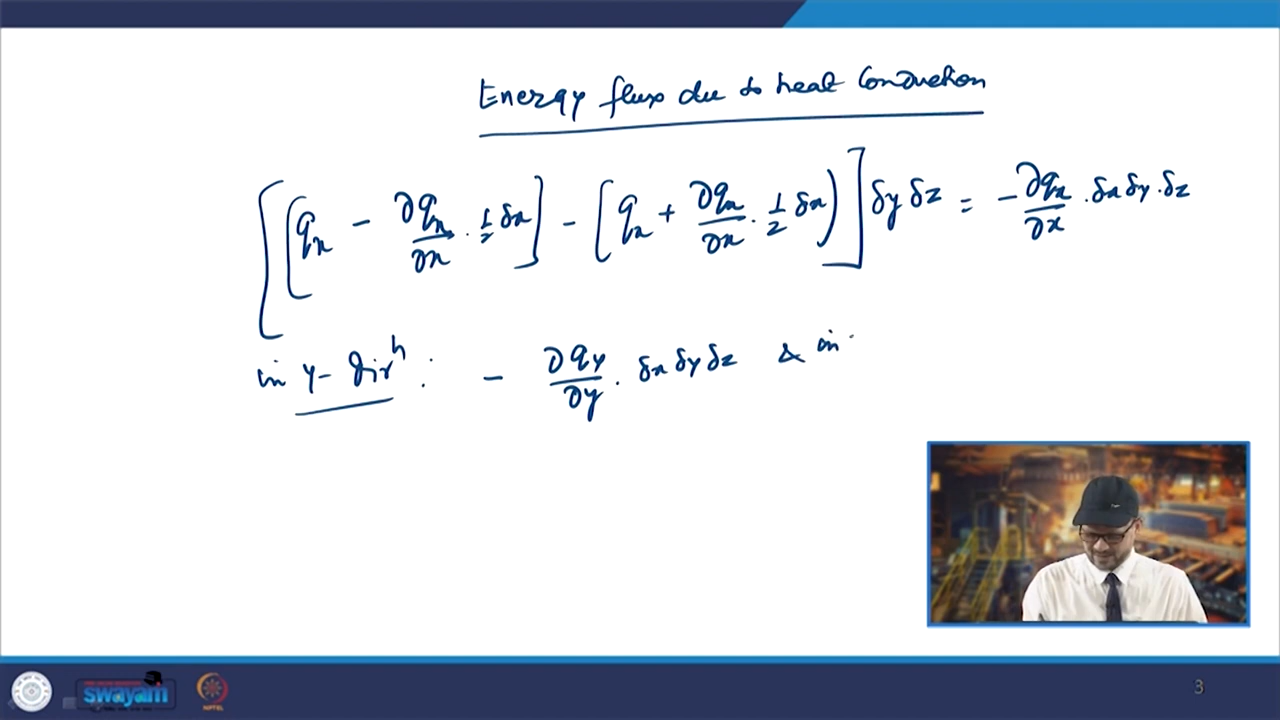 Energy flux due to heat Conduction
[(qx − ∂qx/∂x · 1/2 δx] − [qx + ∂qx/∂x · 1/2 δx)] δy δz = − ∂qx/∂x · δx δy · δz
in y- dirn : − ∂qy/∂y · δx δy δz & in
swayam
NPTEL
3